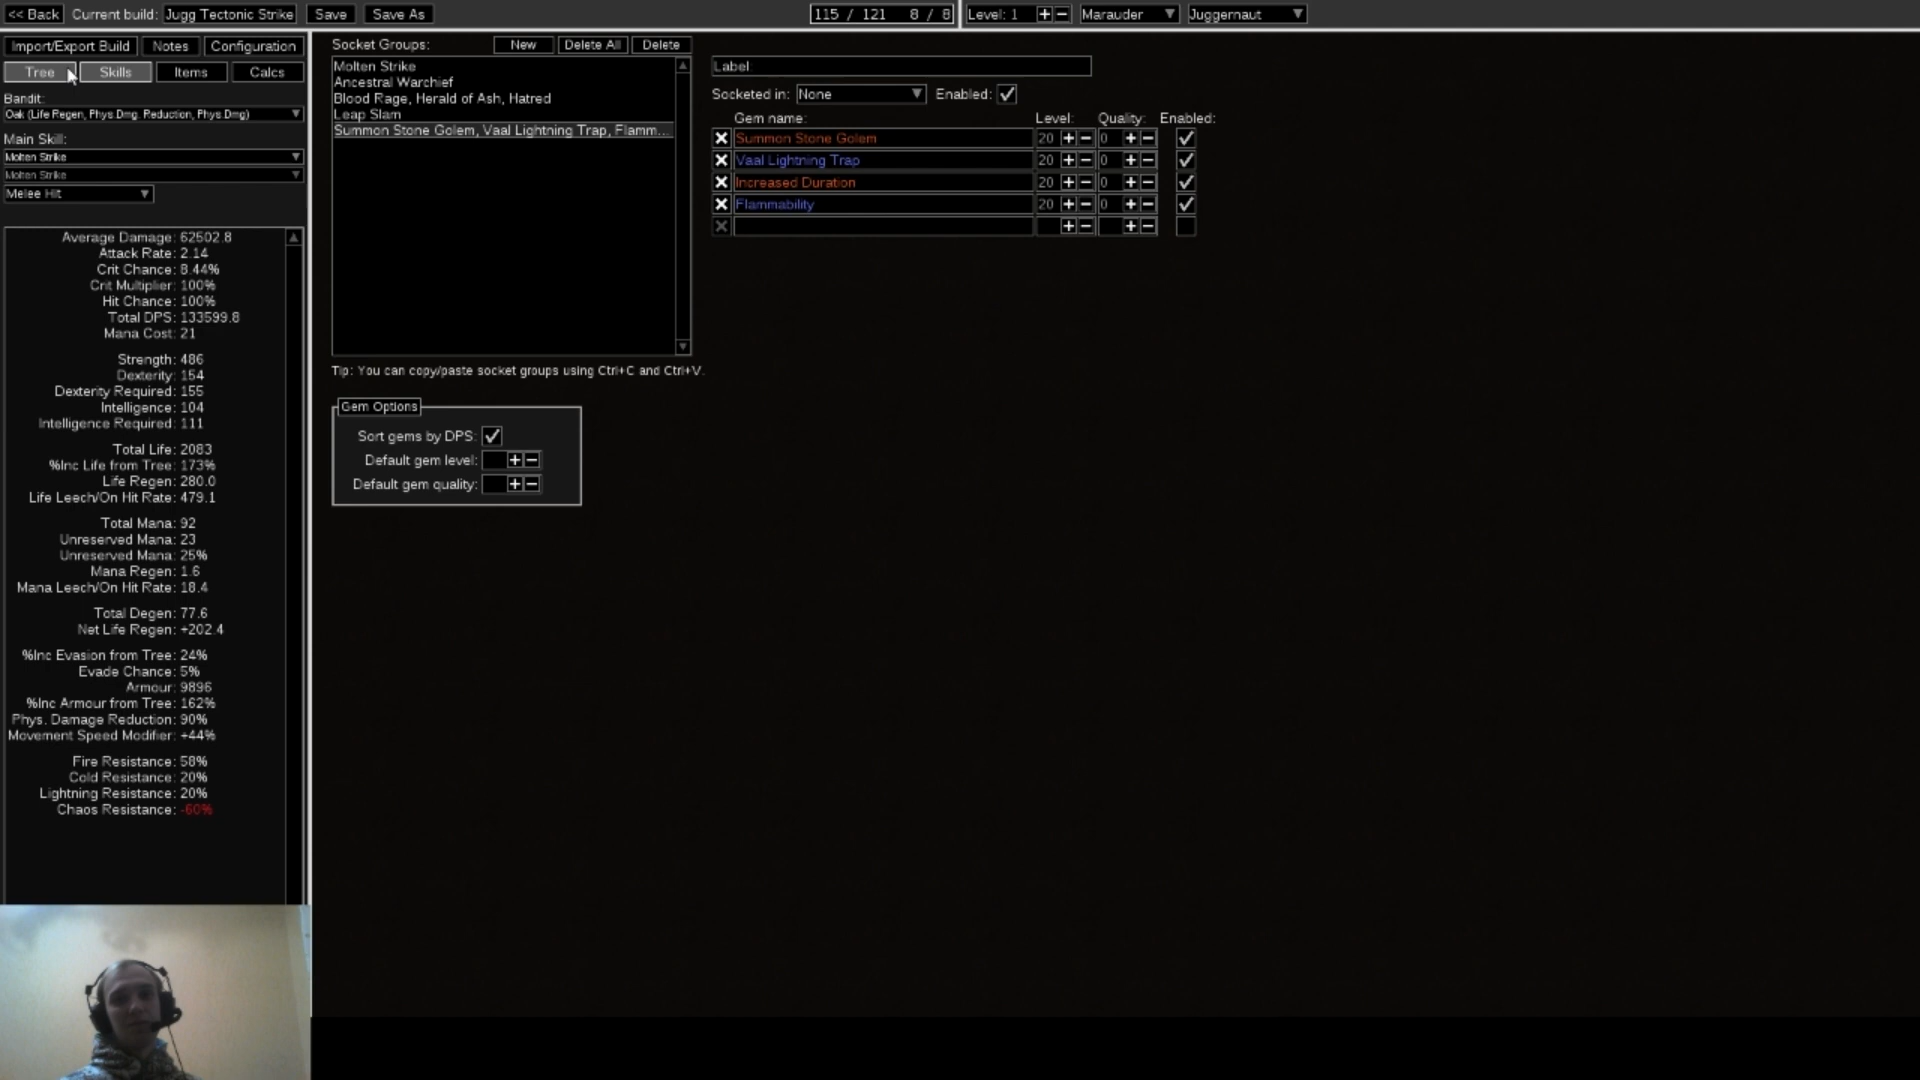 << Back Current build: Jugg Tectonic Strike Save Save As 115 / 121 8 / 8 Level: 1 + − Marauder Juggernaut
Import/Export Build Notes Configuration
Tree Skills Items Calcs
Bandit:
Oak (Life Regen, Phys.Dmg. Reduction, Phys.Dmg)
Main Skill:
Molten Strike
Molten Strike
Melee Hit
Average Damage: 62502.8
Attack Rate: 2.14
Crit Chance: 8.44%
Crit Multiplier: 100%
Hit Chance: 100%
Total DPS: 133599.8
Mana Cost: 21
Strength: 486
Dexterity: 154
Dexterity Required: 155
Intelligence: 104
Intelligence Required: 111
Total Life: 2083
%Inc Life from Tree: 173%
Life Regen: 280.0
Life Leech/On Hit Rate: 479.1
Total Mana: 92
Unreserved Mana: 23
Unreserved Mana: 25%
Mana Regen: 1.6
Mana Leech/On Hit Rate: 18.4
Total Degen: 77.6
Net Life Regen: +202.4
%Inc Evasion from Tree: 24%
Evade Chance: 5%
Armour: 9896
%Inc Armour from Tree: 162%
Phys. Damage Reduction: 90%
Movement Speed Modifier: +44%
Fire Resistance: 58%
Cold Resistance: 20%
Lightning Resistance: 20%
Chaos Resistance: -60%
Socket Groups: New Delete All Delete
Molten Strike
Ancestral Warchief
Blood Rage, Herald of Ash, Hatred
Leap Slam
Summon Stone Golem, Vaal Lightning Trap, Flamm...
Tip: You can copy/paste socket groups using Ctrl+C and Ctrl+V.
Gem Options
Sort gems by DPS:
Default gem level: + −
Default gem quality: + −
Label
Socketed in: None Enabled:
Gem name: Level: Quality: Enabled:
Summon Stone Golem 20 + − 0 + −
Vaal Lightning Trap 20 + − 0 + −
Increased Duration 20 + − 0 + −
Flammability 20 + − 0 + −
+ − + −